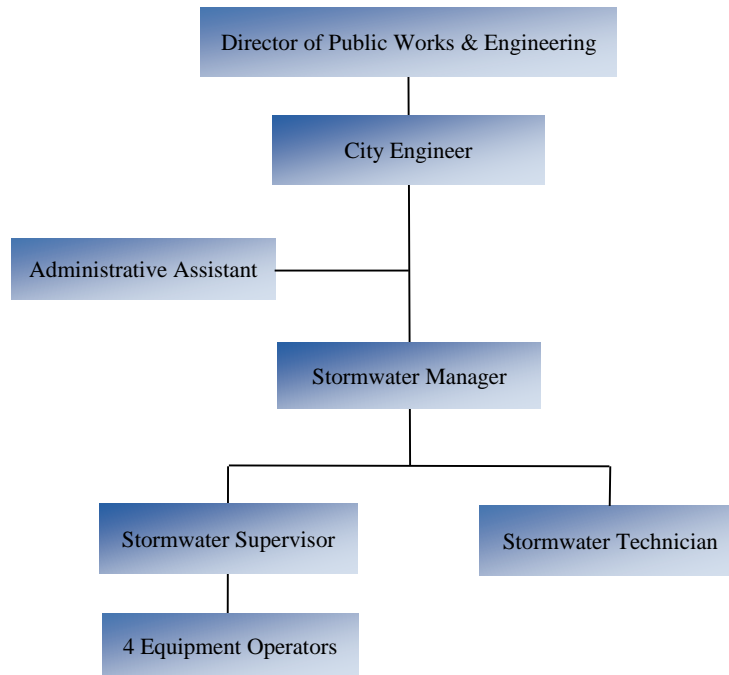 Director of Public Works & Engineering
City Engineer
Administrative Assistant
Stormwater Manager
Stormwater Supervisor
Stormwater Technician
4 Equipment Operators